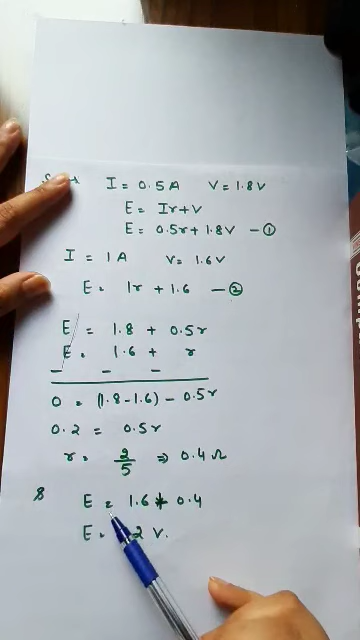 I = 0.5A V = 1.8V
E = Ir+V
E = 0.5r + 1.8V — ①
I = 1A V = 1.6V
E = 1r + 1.6 — ②
E = 1.8 + 0.5r
E = 1.6 + r
— — —
0 = (1.8-1.6) - 0.5r
0.2 = 0.5r
r = 2/5 ⇒ 0.4Ω
& E = 1.6 + 0.4
E = 2 V.